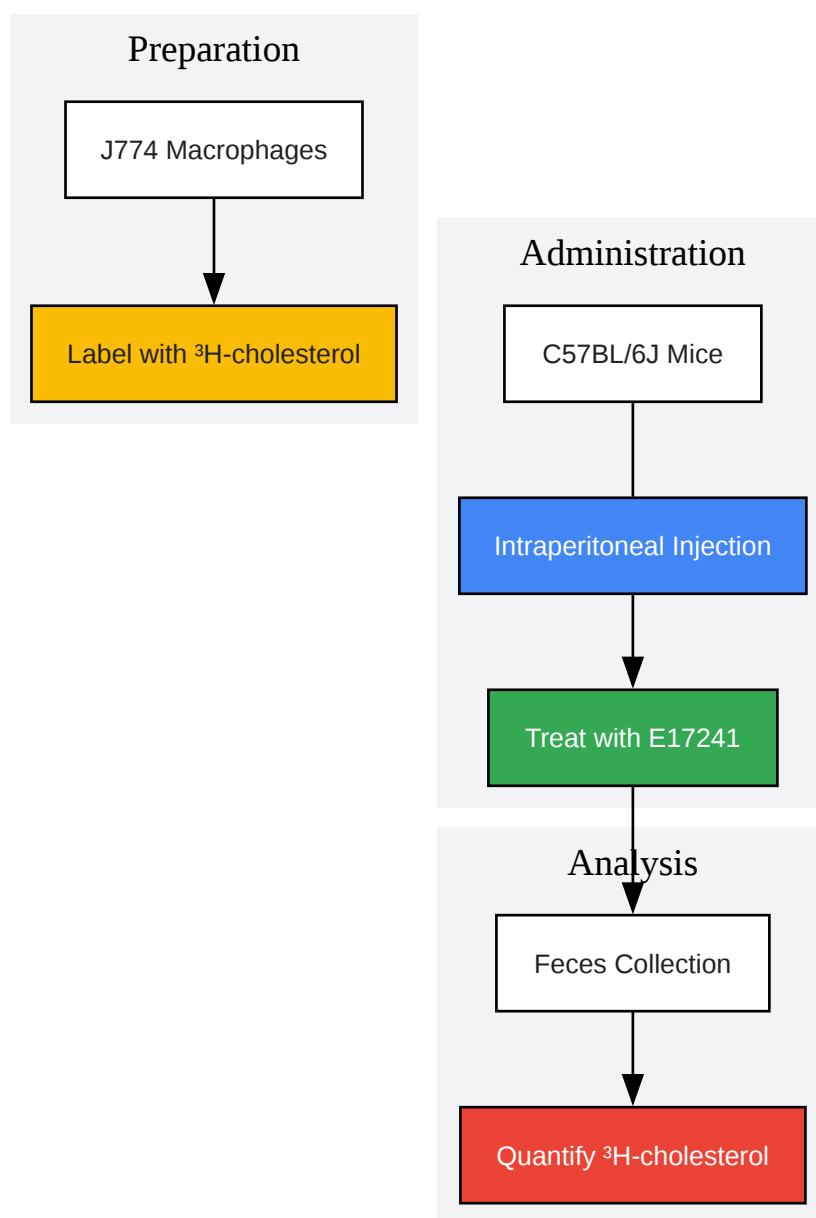 Preparation
J774 Macrophages
Label with ³H-cholesterol
Administration
C57BL/6J Mice
Intraperitoneal Injection
Treat with E17241
Analysis
Feces Collection
Quantify ³H-cholesterol